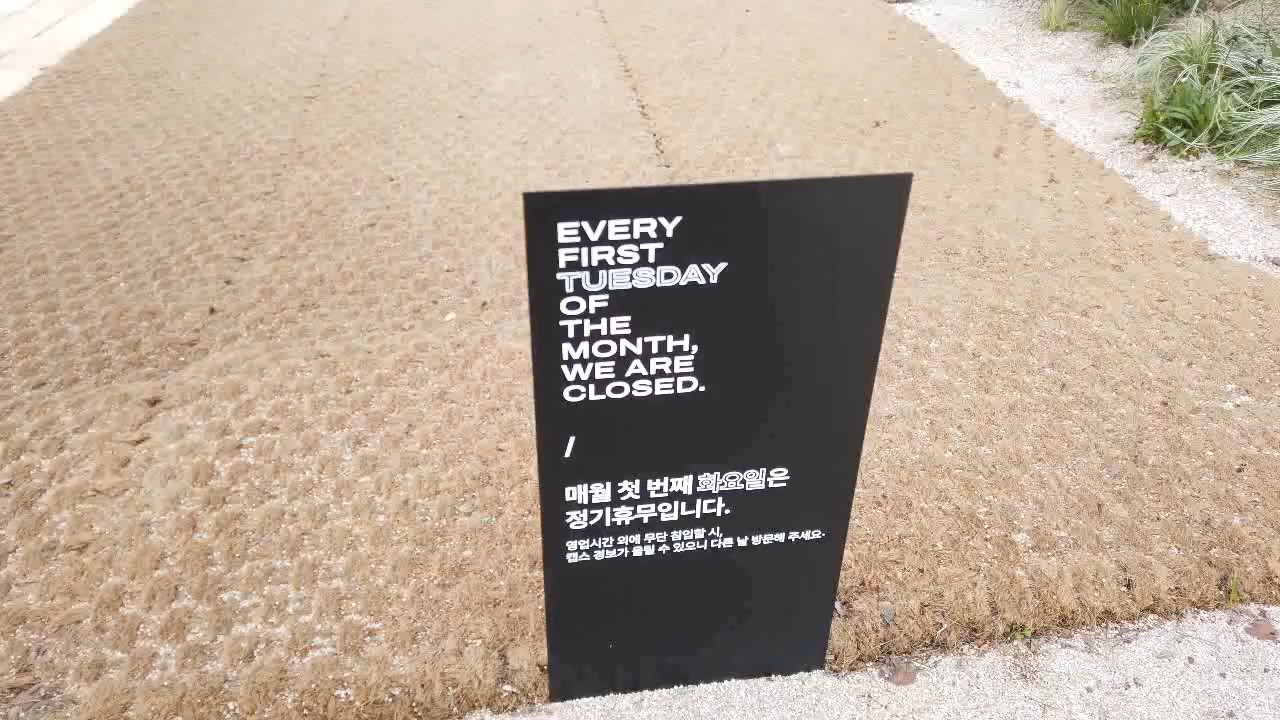 EVERY
FIRST
TUESDAY
OF
THE
MONTH,
WE ARE
CLOSED.
/
매월 첫 번째 화요일은
정기휴무입니다.
영업시간 외에 무단 침입할 시,
캡스 경보가 울릴 수 있으니 다른 날 방문해 주세요.